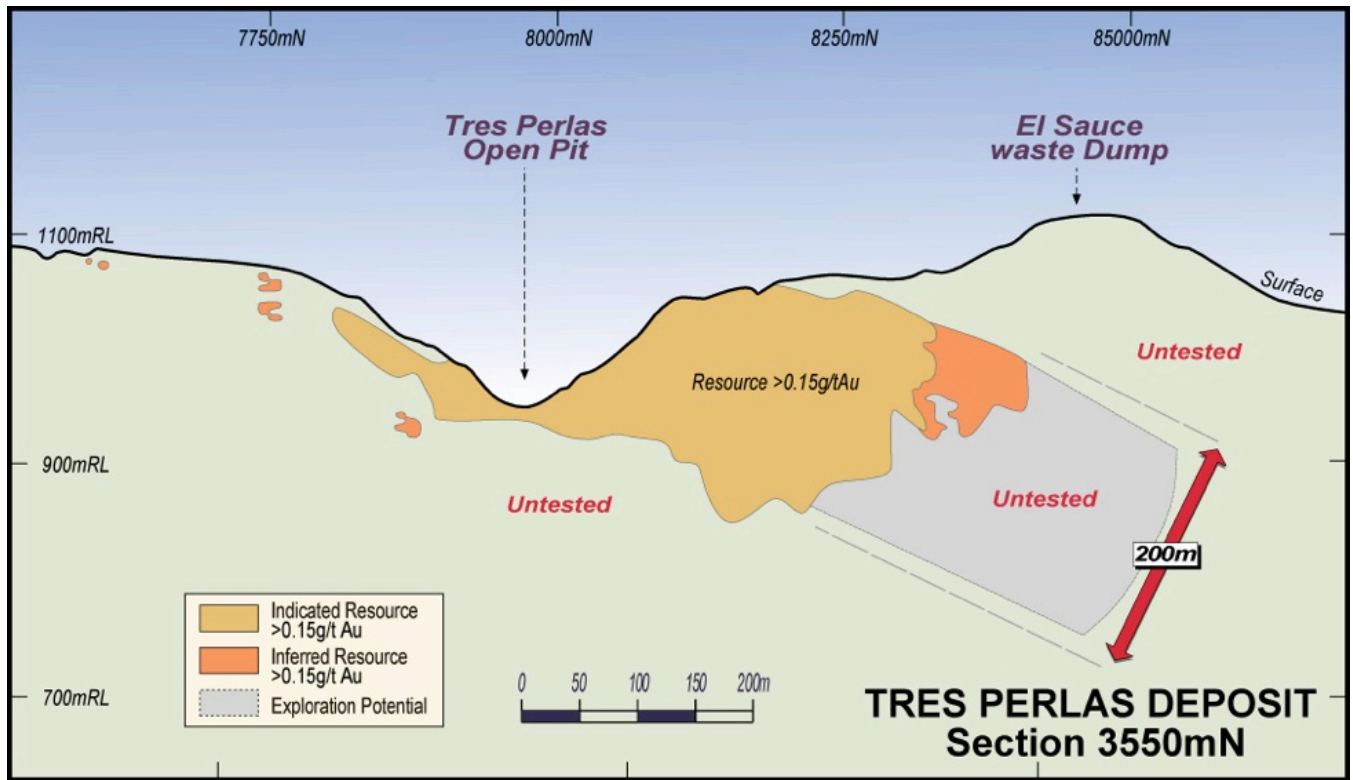 7750mN
8000mN
8250mN
85000mN
Tres Perlas
Open Pit
El Sauce
waste Dump
1100mRL
Surface
Untested
Resource >0.15g/tAu
900mRL
Untested
Untested
200m
Indicated Resource
>0.15g/t Au
Inferred Resource
>0.15g/t Au
Exploration Potential
0
50
100
150
200m
700mRL
TRES PERLAS DEPOSIT
Section 3550mN